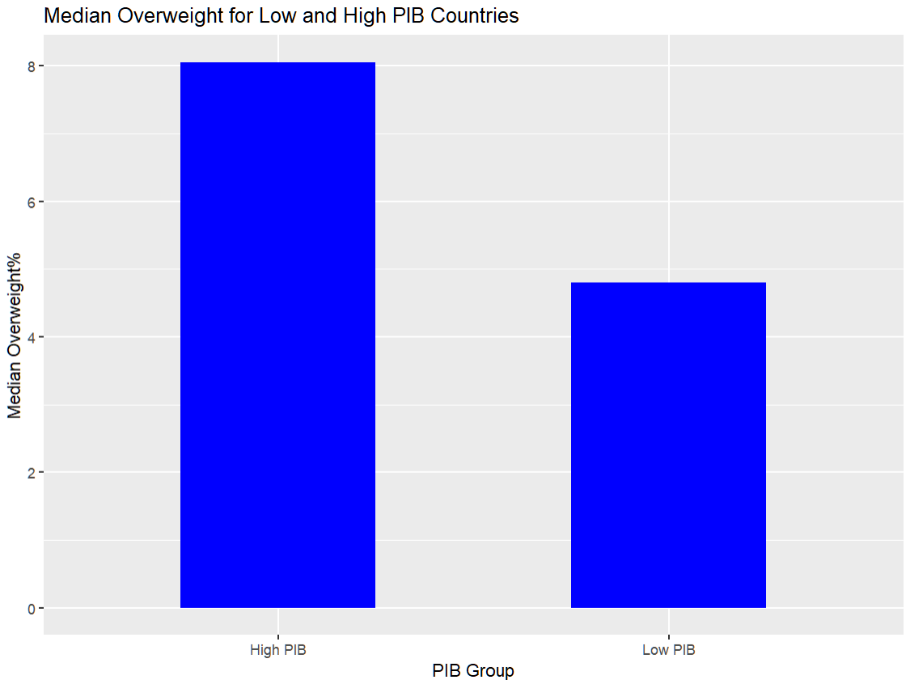 Median Overweight for Low and High PIB Countries
8
6
4
2
0
Median Overweight%
High PIB
Low PIB
PIB Group